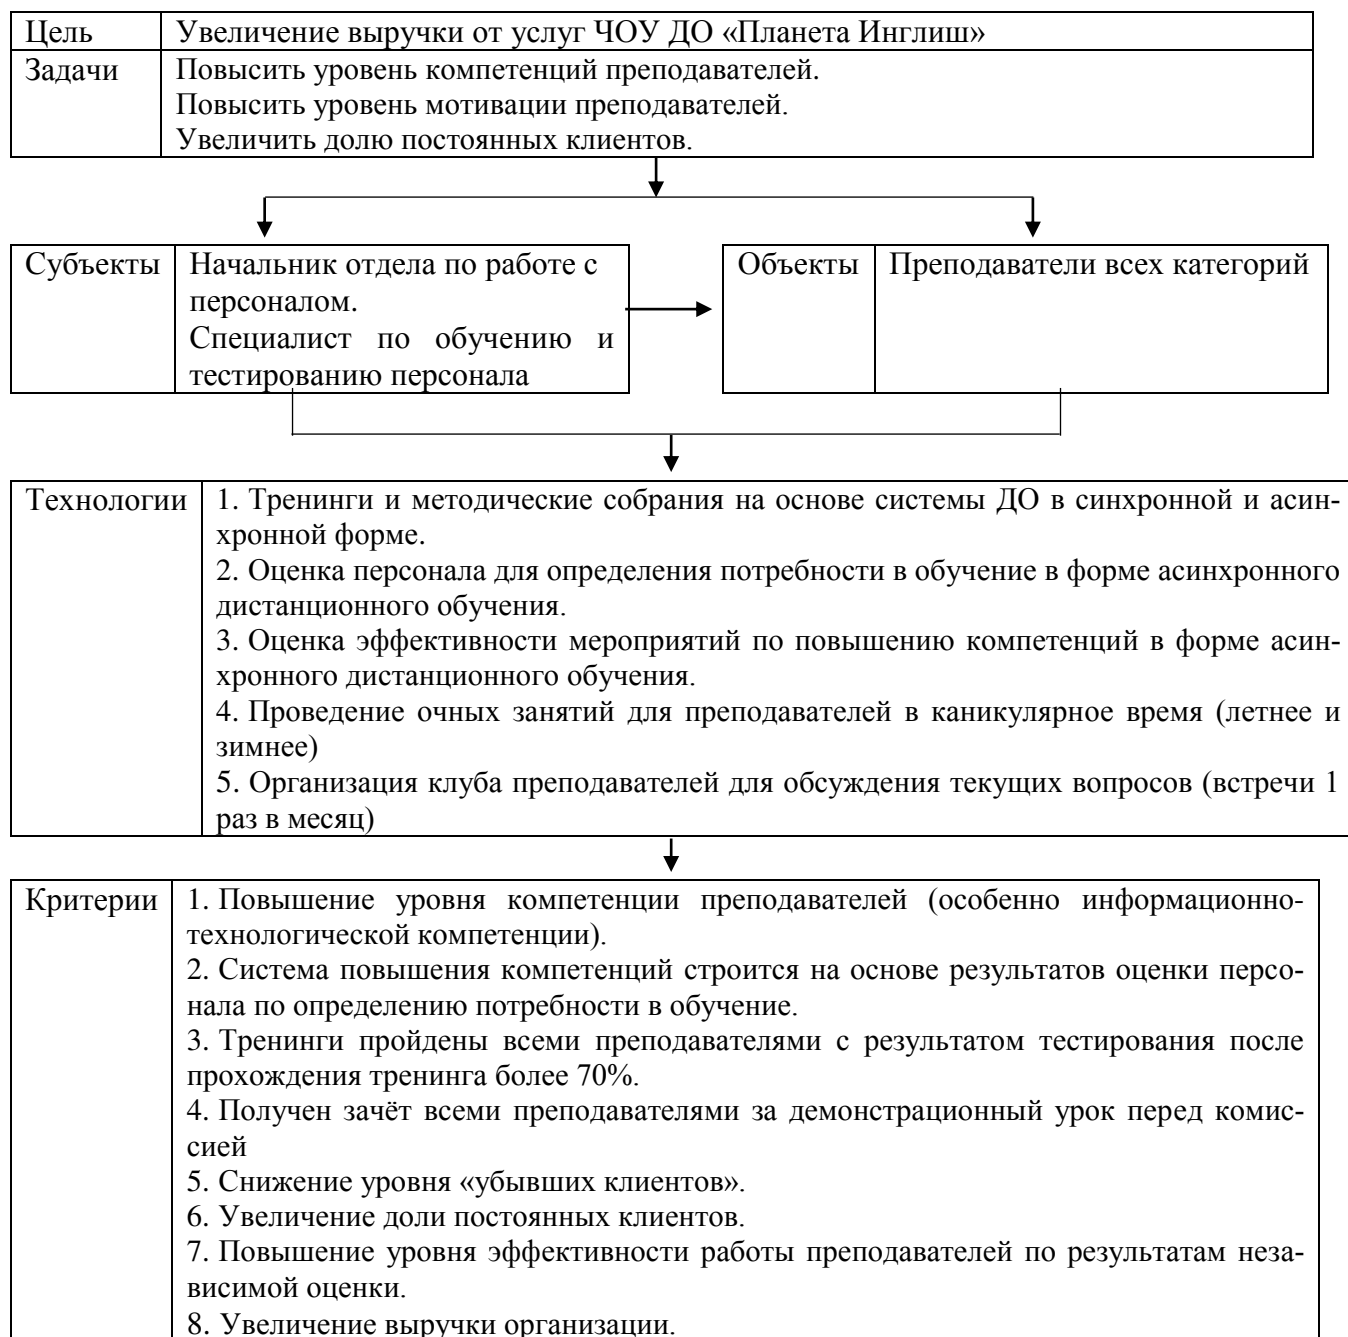 Цель Увеличение выручки от услуг ЧОУ ДО «Планета Инглиш»
Задачи Повысить уровень компетенций преподавателей.
Повысить уровень мотивации преподавателей.
Увеличить долю постоянных клиентов.
Субъекты Начальник отдела по работе с
персоналом.
Специалист по обучению и
тестированию персонала
Объекты Преподаватели всех категорий
Технологии 1. Тренинги и методические собрания на основе системы ДО в синхронной и асин-
хронной форме.
2. Оценка персонала для определения потребности в обучение в форме асинхронного
дистанционного обучения.
3. Оценка эффективности мероприятий по повышению компетенций в форме асин-
хронного дистанционного обучения.
4. Проведение очных занятий для преподавателей в каникулярное время (летнее и
зимнее)
5. Организация клуба преподавателей для обсуждения текущих вопросов (встречи 1
раз в месяц)
Критерии 1. Повышение уровня компетенции преподавателей (особенно информационно-
технологической компетенции).
2. Система повышения компетенций строится на основе результатов оценки персо-
нала по определению потребности в обучение.
3. Тренинги пройдены всеми преподавателями с результатом тестирования после
прохождения тренинга более 70%.
4. Получен зачёт всеми преподавателями за демонстрационный урок перед комис-
сией
5. Снижение уровня «убывших клиентов».
6. Увеличение доли постоянных клиентов.
7. Повышение уровня эффективности работы преподавателей по результатам неза-
висимой оценки.
8. Увеличение выручки организации.